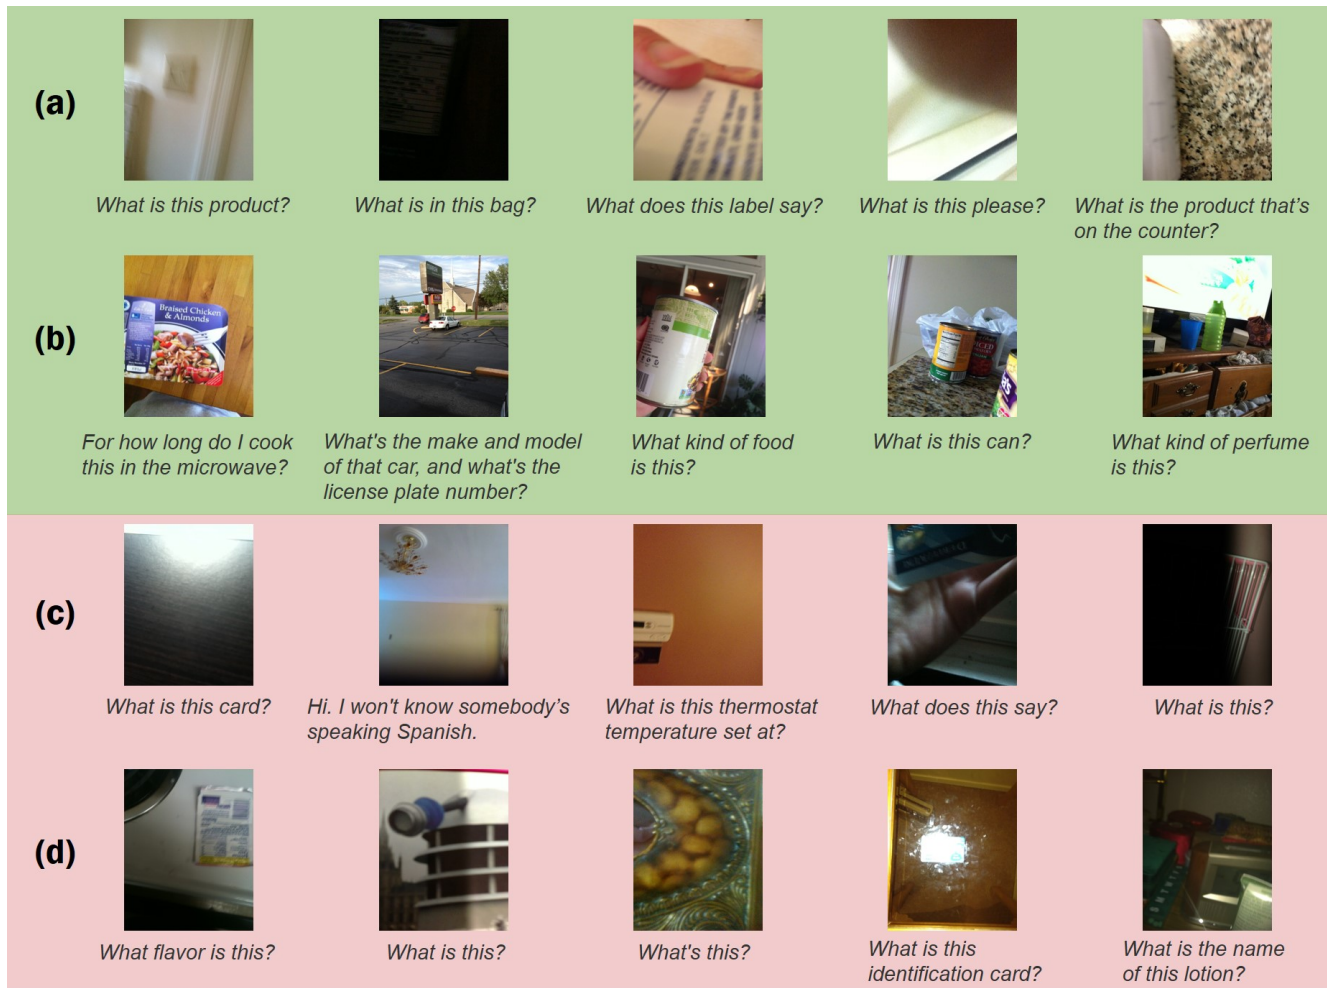 (a)
What is this product?
What is in this bag?
What does this label say?
What is this please?
What is the product that's
on the counter?
(b)
Braised Chicken
& Almonds
For how long do I cook
this in the microwave?
What's the make and model
of that car, and what's the
license plate number?
What kind of food
is this?
What is this can?
What kind of perfume
is this?
(c)
What is this card?
Hi. I won't know somebody's
speaking Spanish.
What is this thermostat
temperature set at?
What does this say?
What is this?
(d)
What flavor is this?
What is this?
What's this?
What is this
identification card?
What is the name
of this lotion?